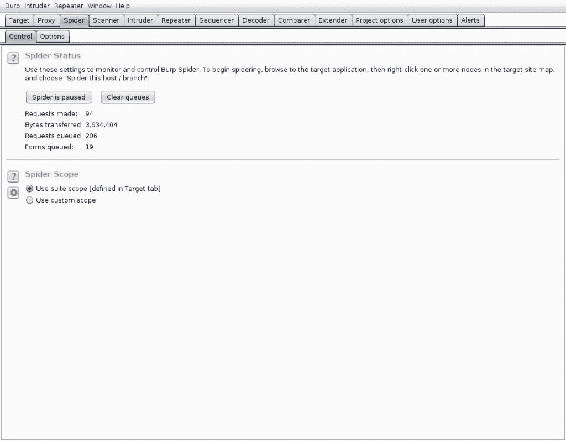 Burp Intruder Repeater Window Help
Target Proxy Spider Scanner Intruder Repeater Sequencer Decoder Comparer Extender Project options User options Alerts
Control Options
? Spider Status
Use these settings to monitor and control Burp Spider. To begin spidering, browse to the target application, then right-click one or more nodes in the target site map,
and choose "Spider this host / branch".
Spider is paused Clear queues
Requests made: 94
Bytes transferred 3,534,404
Requests queued 206
Forms queued: 19
? Spider Scope
Use suite scope [defined in Target tab]
Use custom scope